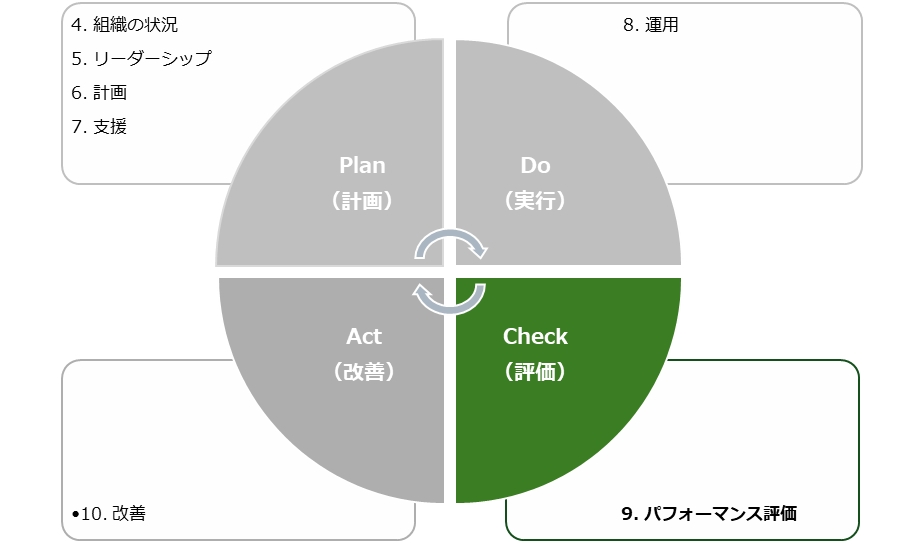 4. 組織の状況
5. リーダーシップ
6. 計画
7. 支援
8. 運用
Plan
（計画）
Do
（実行）
Act
（改善）
Check
（評価）
•10. 改善
9. パフォーマンス評価